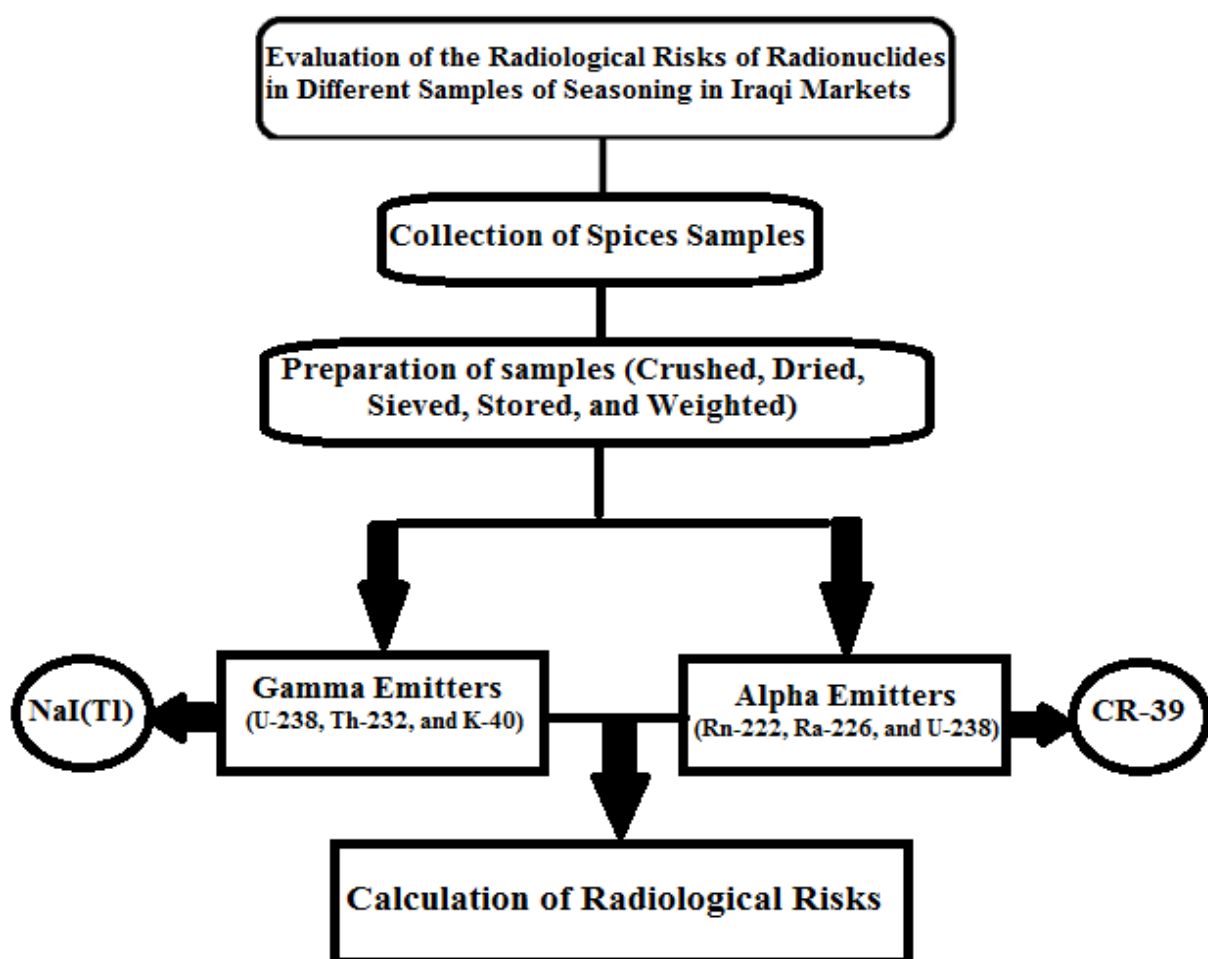 Evaluation of the Radiological Risks of Radionuclides
in Different Samples of Seasoning in Iraqi Markets
Collection of Spices Samples
Preparation of samples (Crushed, Dried,
Sieved, Stored, and Weighted)
NaI(Tl)
Gamma Emitters
(U-238, Th-232, and K-40)
Alpha Emitters
(Rn-222, Ra-226, and U-238)
CR-39
Calculation of Radiological Risks